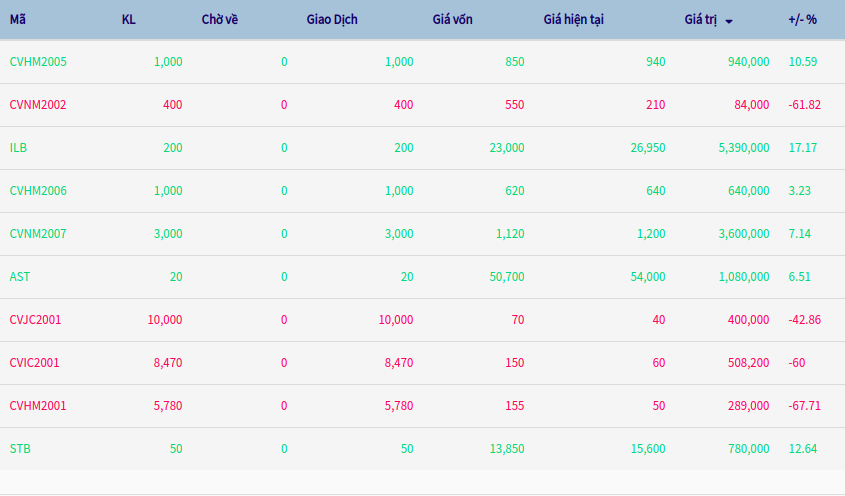 Mã KL Chờ về Giao Dịch Giá vốn Giá hiện tại Giá trị +/- %
CVHM2005 1,000 0 1,000 850 940 940,000 10.59
CVNM2002 400 0 400 550 210 84,000 -61.82
ILB 200 0 200 23,000 26,950 5,390,000 17.17
CVHM2006 1,000 0 1,000 620 640 640,000 3.23
CVNM2007 3,000 0 3,000 1,120 1,200 3,600,000 7.14
AST 20 0 20 50,700 54,000 1,080,000 6.51
CVJC2001 10,000 0 10,000 70 40 400,000 -42.86
CVIC2001 8,470 0 8,470 150 60 508,200 -60
CVHM2001 5,780 0 5,780 155 50 289,000 -67.71
STB 50 0 50 13,850 15,600 780,000 12.64